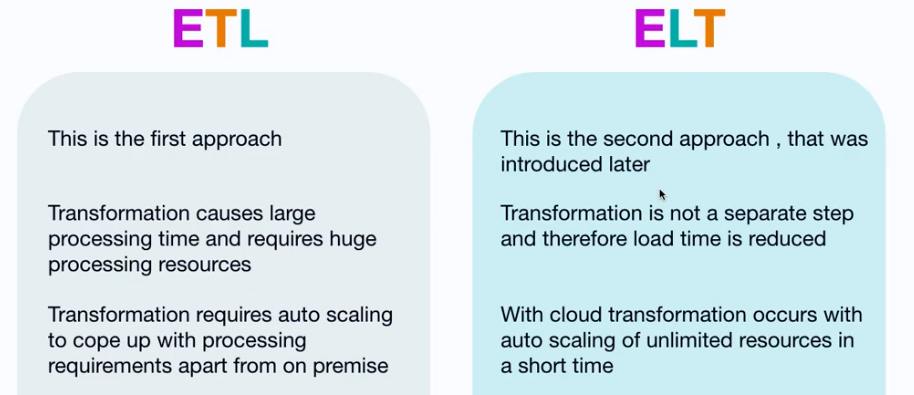 ETL
This is the first approach
Transformation causes large
processing time and requires huge
processing resources
Transformation requires auto scaling
to cope up with processing
requirements apart from on premise
ELT
This is the second approach , that was
introduced later
Transformation is not a separate step
and therefore load time is reduced
With cloud transformation occurs with
auto scaling of unlimited resources in
a short time